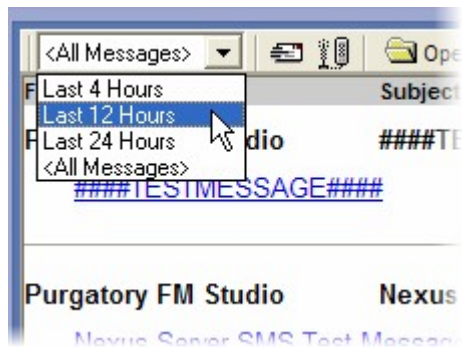 <All Messages> Ope
Last 4 Hours
F Subject
Last 12 Hours
P dio ####TE
Last 24 Hours
<All Messages>
####TESTMESSAGE####
Purgatory FM Studio Nexus
Nexus Server SMS Test Message